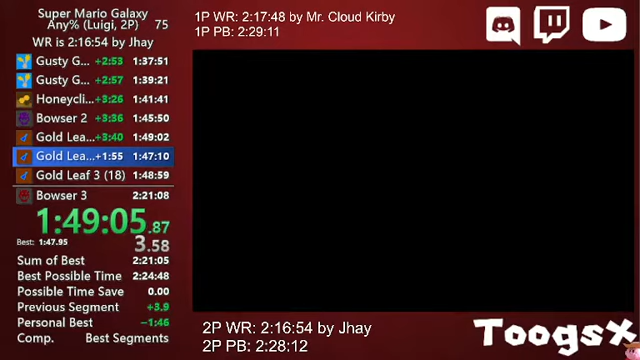 Super Mario Galaxy
Any% (Luigi, 2P) 75
WR is 2:16:54 by Jhay
Gusty G... +2:53 1:37:51
Gusty G... +2:57 1:39:21
Honeycli... +3:26 1:41:41
Bowser 2 +3:36 1:45:50
Gold Lea... +3:40 1:49:02
Gold Lea... +1:55 1:47:10
Gold Leaf 3 (18) 1:48:59
Bowser 3 2:21:08
1:49:05.87
Best: 1:47.95 3.58
Sum of Best 2:21:05
Best Possible Time 2:24:48
Possible Time Save 0.00
Previous Segment +3.9
Personal Best −1:46
Comp. Best Segments
1P WR: 2:17:48 by Mr. Cloud Kirby
1P PB: 2:29:11
2P WR: 2:16:54 by Jhay
2P PB: 2:28:12
ToogsX